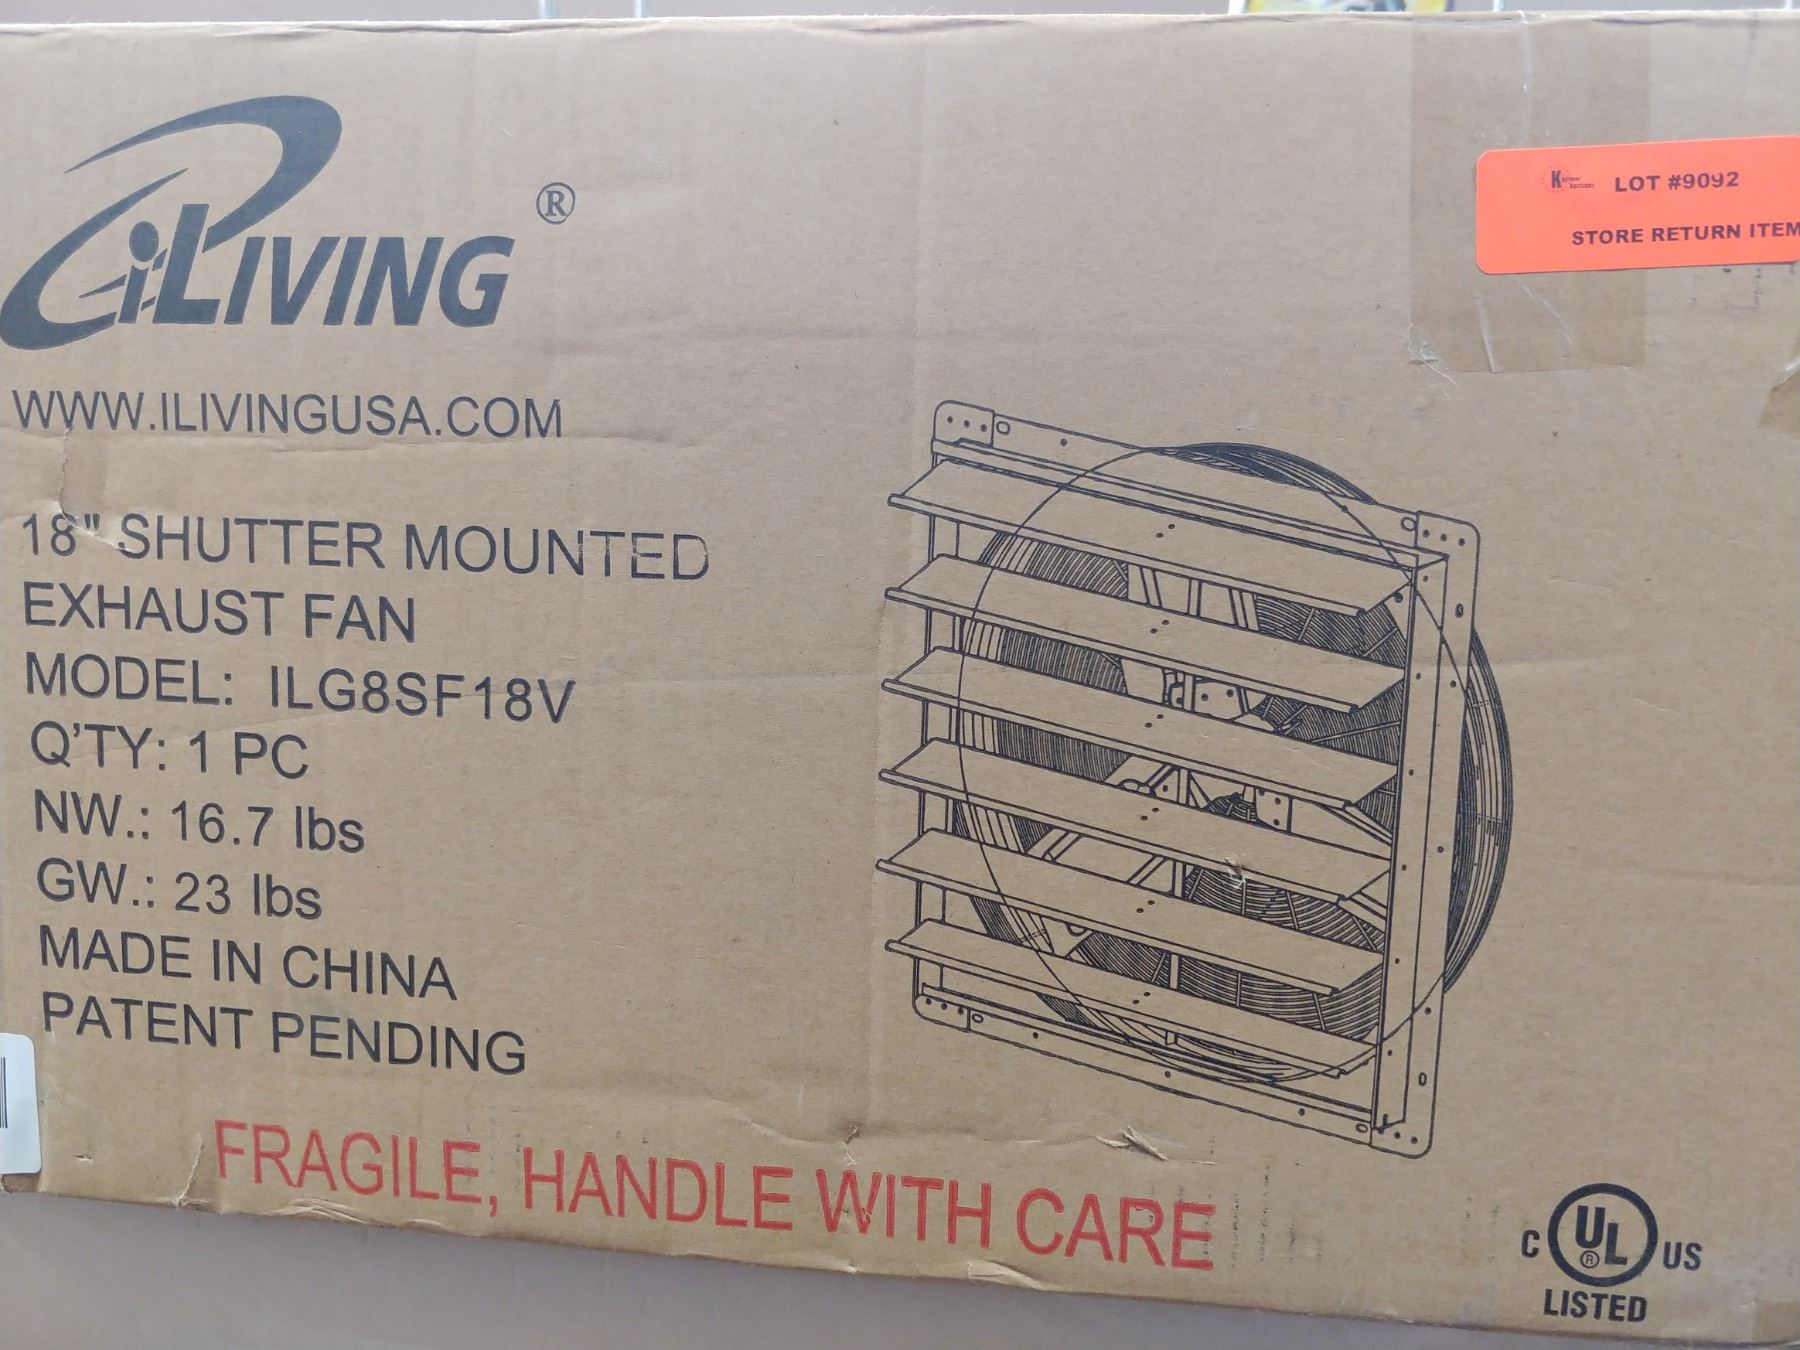 iLIVING ®
WWW.ILIVINGUSA.COM
18" SHUTTER MOUNTED
EXHAUST FAN
MODEL: ILG8SF18V
Q'TY: 1 PC
NW.: 16.7 lbs
GW.: 23 lbs
MADE IN CHINA
PATENT PENDING
FRAGILE, HANDLE WITH CARE
LOT #9092
STORE RETURN ITEM
C UL ® US
LISTED